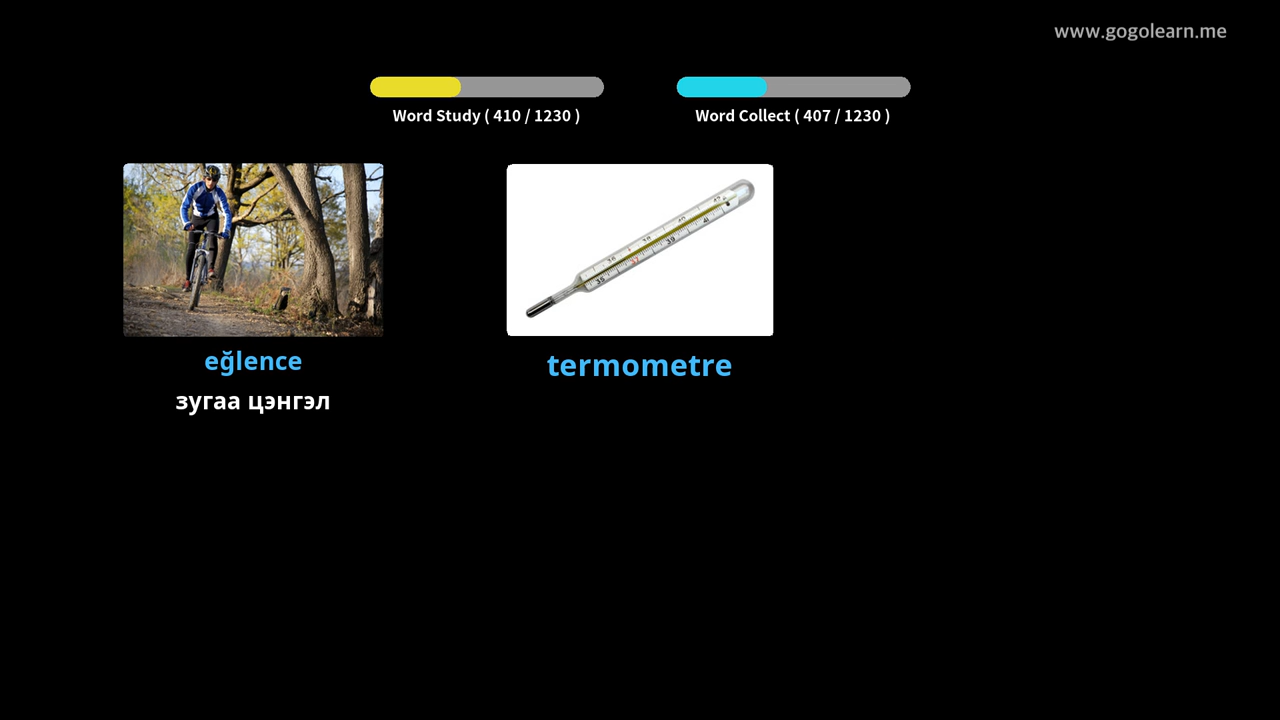 www.gogolearn.me
Word Study ( 410 / 1230 )
Word Collect ( 407 / 1230 )
eğlence
зугаа цэнгэл
termometre